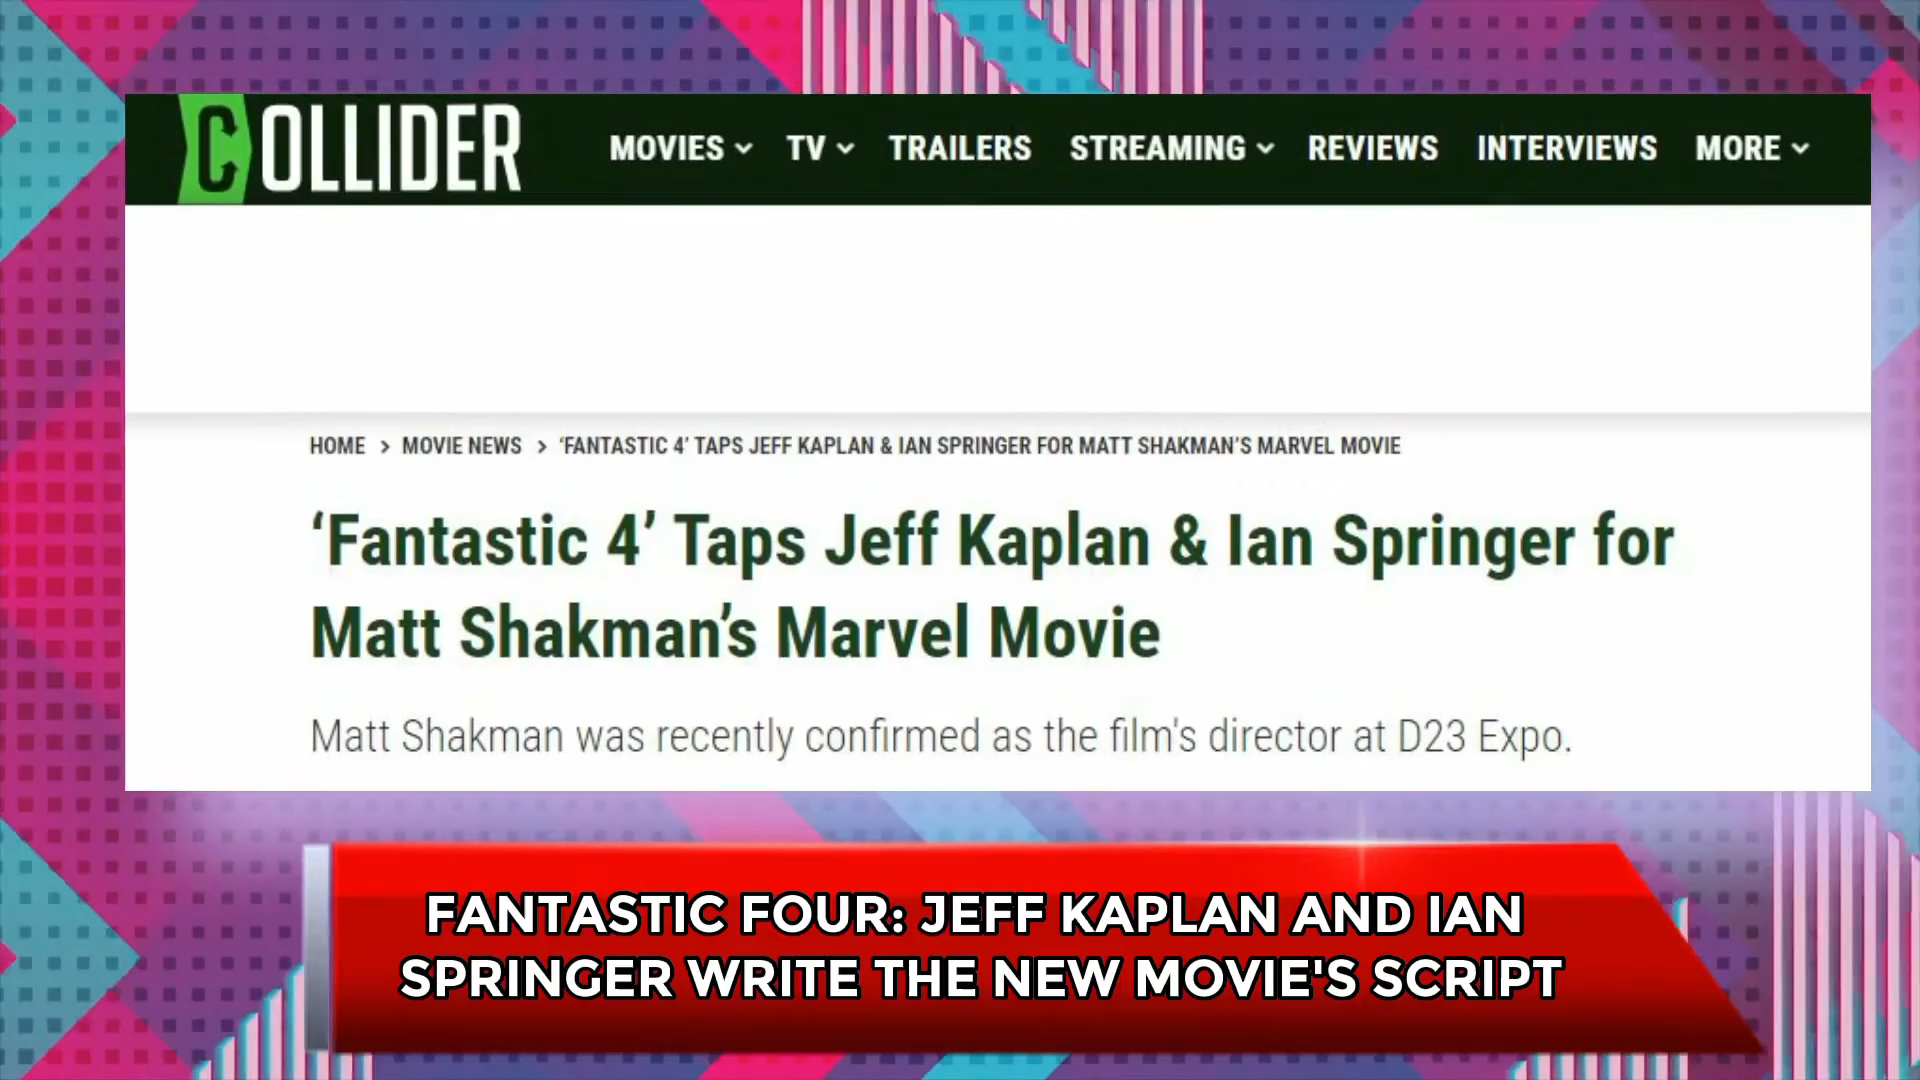 COLLIDER
MOVIES TV TRAILERS STREAMING REVIEWS INTERVIEWS MORE
HOME > MOVIE NEWS > ‘FANTASTIC 4’ TAPS JEFF KAPLAN & IAN SPRINGER FOR MATT SHAKMAN’S MARVEL MOVIE
‘Fantastic 4’ Taps Jeff Kaplan & Ian Springer for
Matt Shakman’s Marvel Movie
Matt Shakman was recently confirmed as the film's director at D23 Expo.
FANTASTIC FOUR: JEFF KAPLAN AND IAN
SPRINGER WRITE THE NEW MOVIE'S SCRIPT